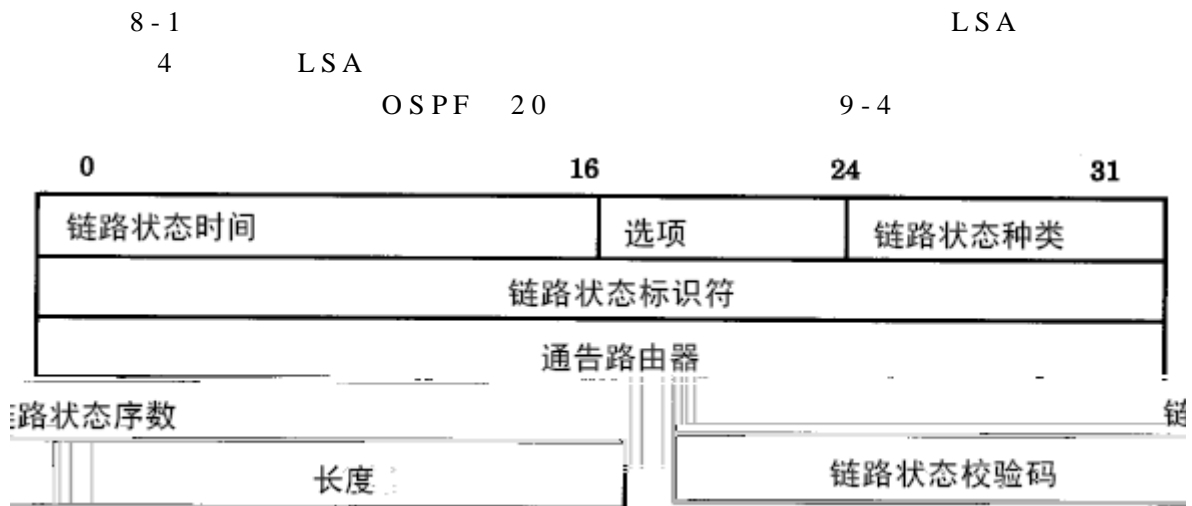 8-1 LSA
4 LSA
OSPF 20 9-4
0 16 24 31
链路状态时间 选项 链路状态种类
链路状态标识符
通告路由器
路状态序数 链
长度 链路状态校验码